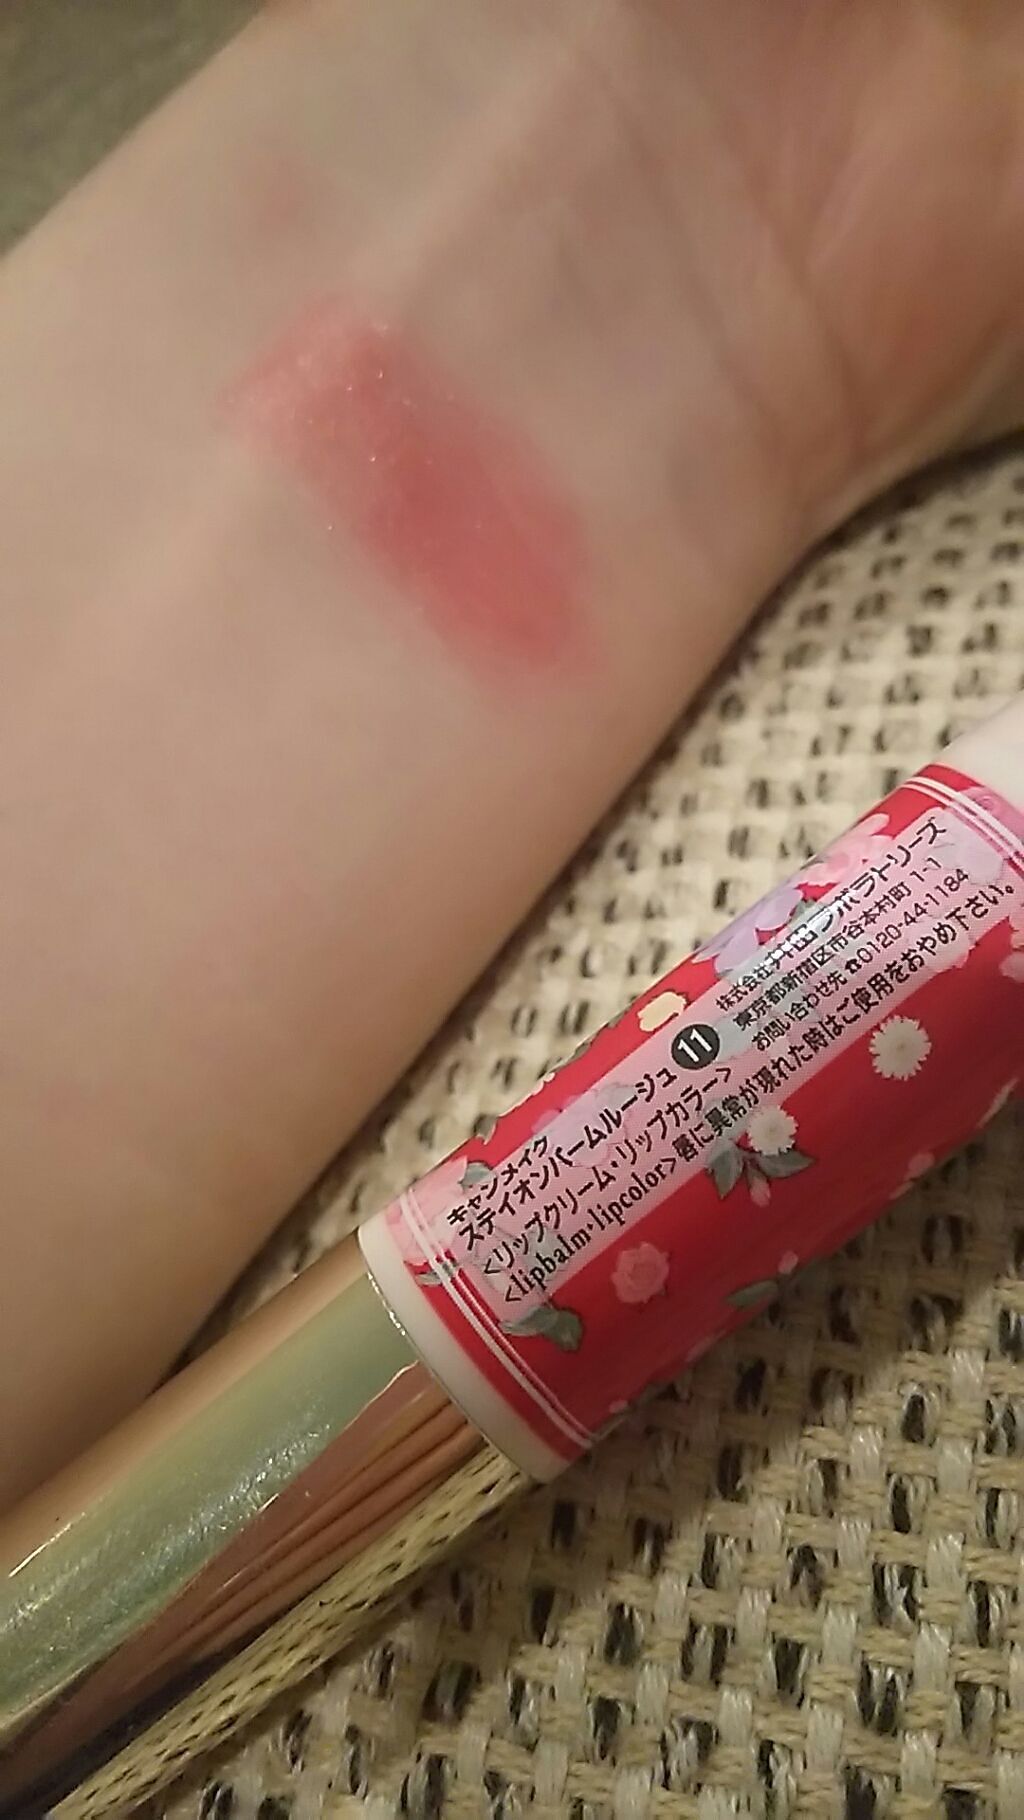 キャンメイク
ステイオンバームルージュ 11
<リップクリーム・リップカラー>
<lipbalm・lipcolor>唇に異常が現れた時はご使用をおやめ下さい。
株式会社井田ラボラトリーズ
東京都新宿区市谷本村町 1-1
お問い合わせ先 ☎0120-44-1184